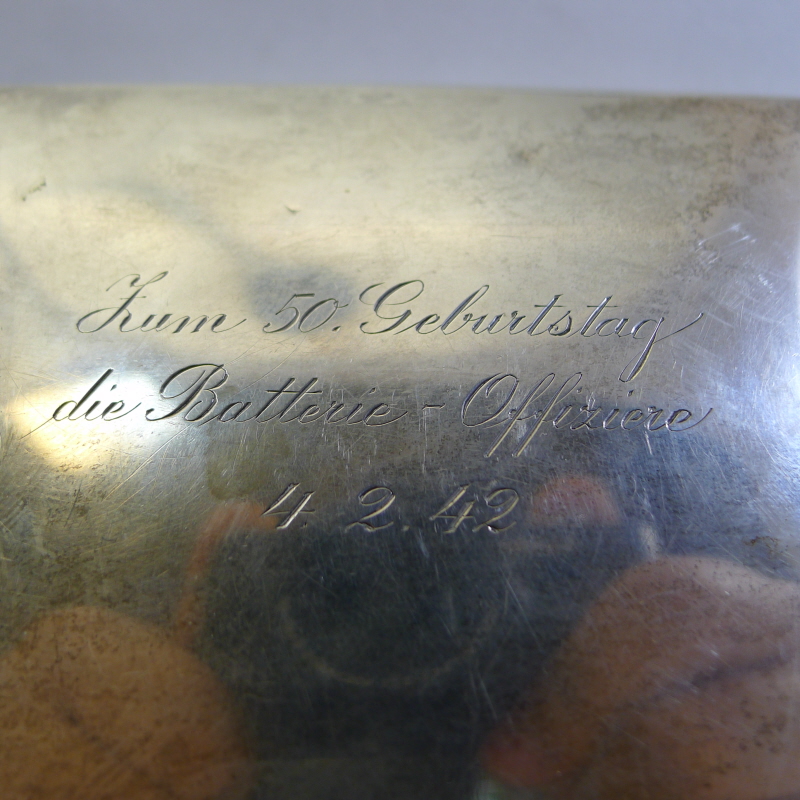 Zum 50. Geburtstag
die Batterie - Offiziere
4. 2. 42